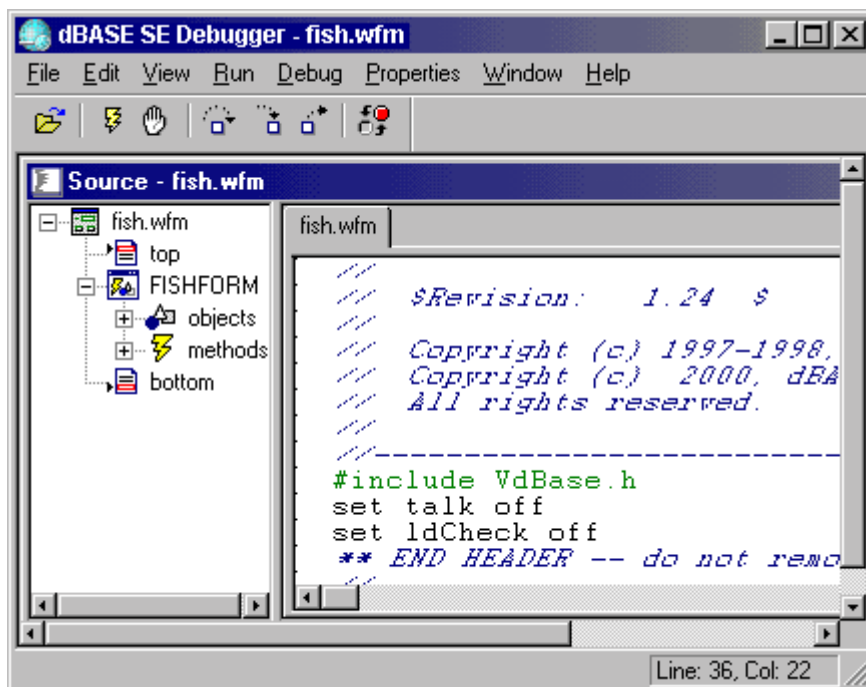 dBASE SE Debugger - fish.wfm
File Edit View Run Debug Properties Window Help
Source - fish.wfm
fish.wfm
top
FISHFORM
objects
methods
bottom
fish.wfm
//
// $Revision: 1.24 $
//
// Copyright (c) 1997-1998,
// Copyright (c) 2000, dBA
// All rights reserved.
//
//---------------------------
#include VdBase.h
set talk off
set ldCheck off
** END HEADER -- do not remo
//
Line: 36, Col: 22